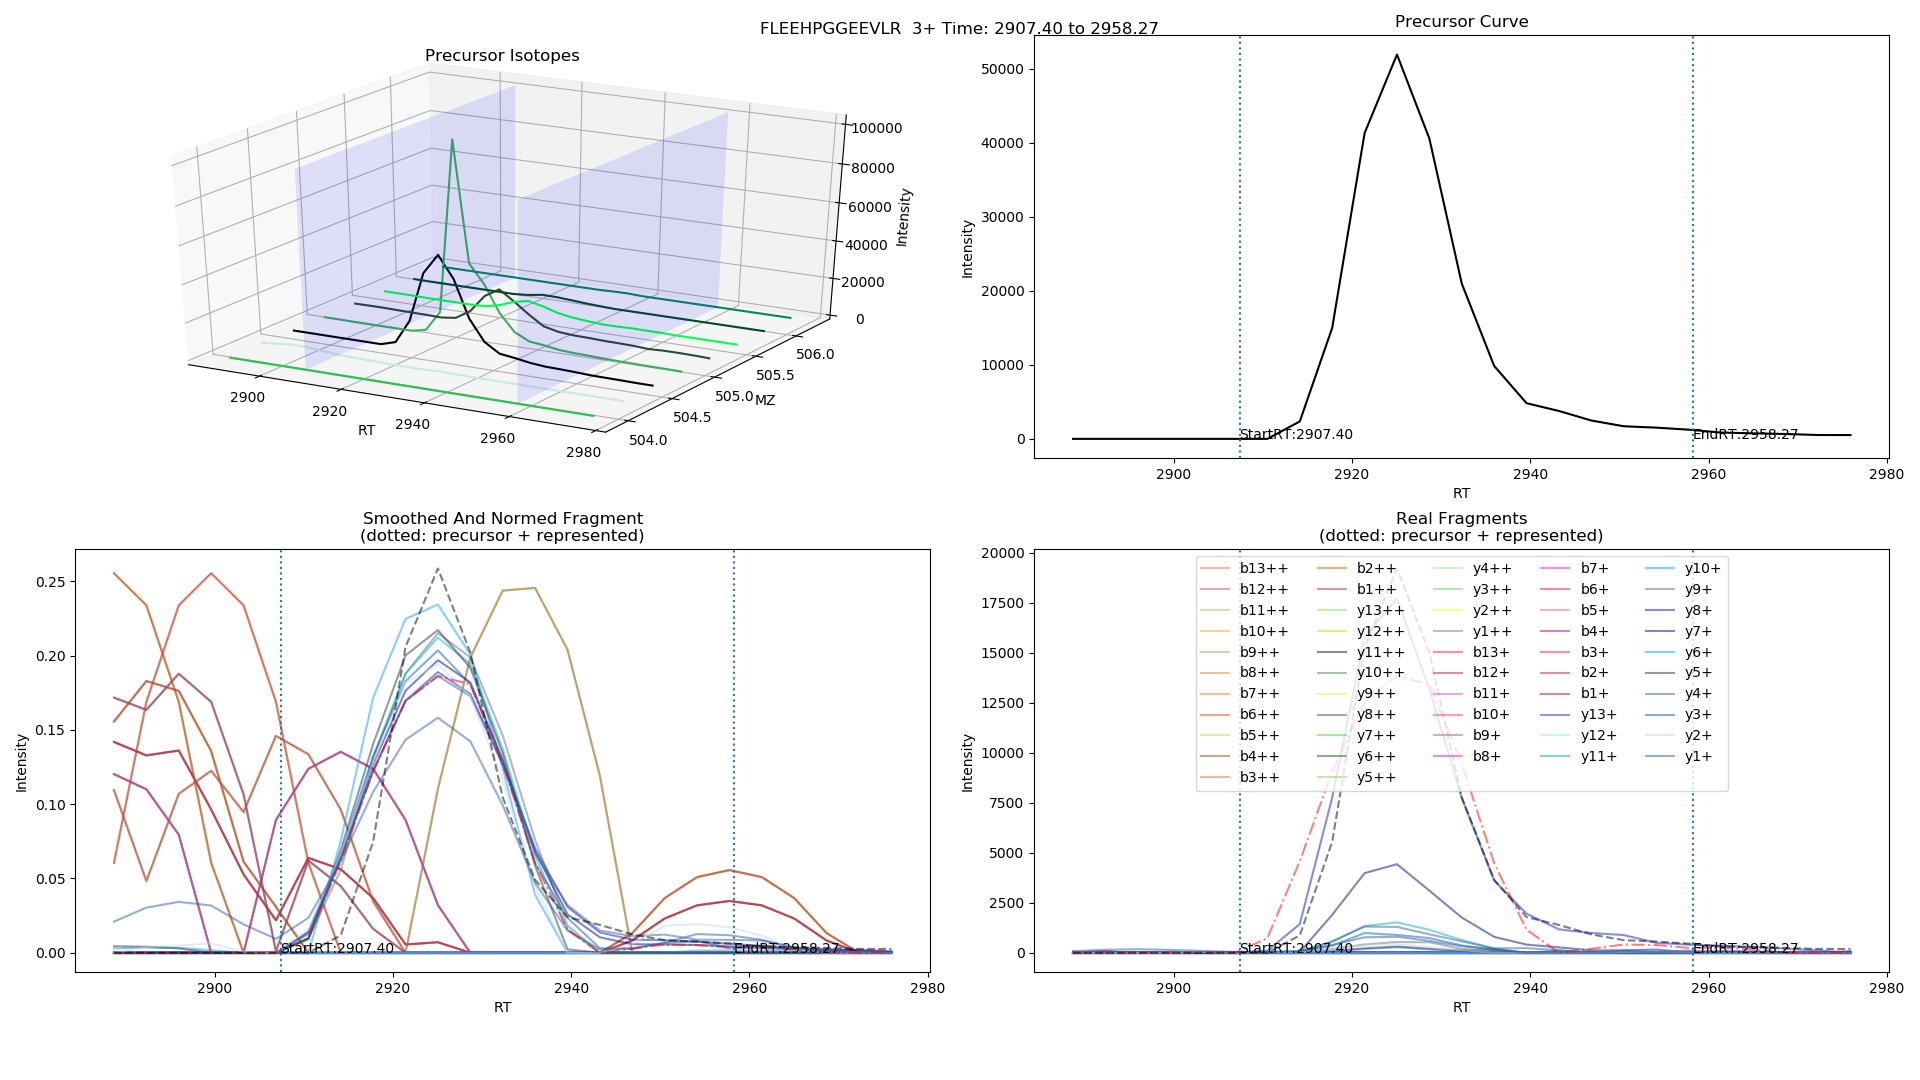 FLEEHPGGEEVLR  3+ Time: 2907.40 to 2958.27
Precursor Isotopes
100000
80000
60000
40000
20000
0
Intensity
506.0
505.5
505.0
504.5
504.0
MZ
2900
2920
2940
2960
2980
RT
Precursor Curve
50000
40000
30000
20000
10000
0
Intensity
StartRT:2907.40
EndRT:2958.27
2900
2920
2940
2960
2980
RT
Smoothed And Normed Fragment
(dotted: precursor + represented)
0.25
0.20
0.15
0.10
0.05
0.00
Intensity
StartRT:2907.40
EndRT:2958.27
2900
2920
2940
2960
2980
RT
Real Fragments
(dotted: precursor + represented)
20000
17500
15000
12500
10000
7500
5000
2500
0
Intensity
b13++
b12++
b11++
b10++
b9++
b8++
b7++
b6++
b5++
b4++
b3++
b2++
b1++
y13++
y12++
y11++
y10++
y9++
y8++
y7++
y6++
y5++
y4++
y3++
y2++
y1++
b13+
b12+
b11+
b10+
b9+
b8+
b7+
b6+
b5+
b4+
b3+
b2+
b1+
y13+
y12+
y11+
y10+
y9+
y8+
y7+
y6+
y5+
y4+
y3+
y2+
y1+
StartRT:2907.40
EndRT:2958.27
2900
2920
2940
2960
2980
RT